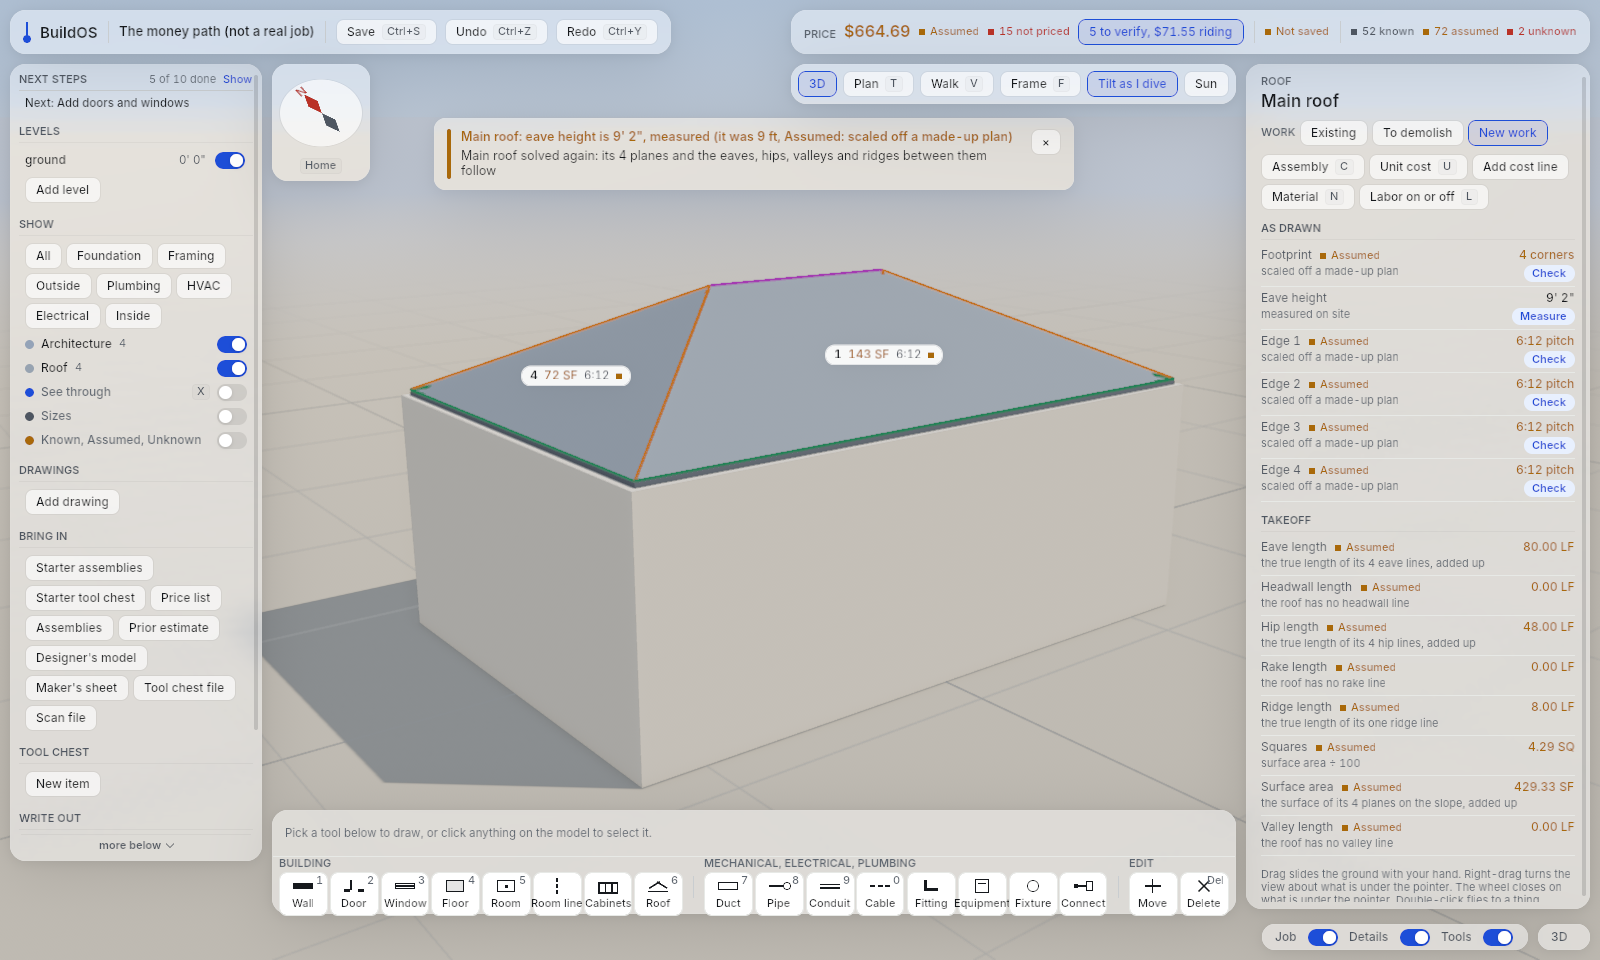 BuildOS
The money path (not a real job)
Save Ctrl+S
Undo Ctrl+Z
Redo Ctrl+Y
PRICE $664.69 Assumed 15 not priced
5 to verify, $71.55 riding
Not saved
52 known 72 assumed 2 unknown
NEXT STEPS 5 of 10 done Show
Next: Add doors and windows
LEVELS
ground 0' 0"
Add level
SHOW
All Foundation Framing
Outside Plumbing HVAC
Electrical Inside
Architecture 4
Roof 4
See through X
Sizes
Known, Assumed, Unknown
DRAWINGS
Add drawing
BRING IN
Starter assemblies
Starter tool chest Price list
Assemblies Prior estimate
Designer's model
Maker's sheet Tool chest file
Scan file
TOOL CHEST
New item
WRITE OUT
more below
N
Home
3D Plan T Walk V Frame F Tilt as I dive Sun
Main roof: eave height is 9' 2", measured (it was 9 ft, Assumed: scaled off a made-up plan)
Main roof solved again: its 4 planes and the eaves, hips, valleys and ridges between them
follow
×
4 72 SF 6:12
1 143 SF 6:12
Pick a tool below to draw, or click anything on the model to select it.
BUILDING
Wall 1
Door 2
Window 3
Floor 4
Room 5
Room line
Cabinets
Roof 6
MECHANICAL, ELECTRICAL, PLUMBING
Duct 7
Pipe 8
Conduit 9
Cable 0
Fitting
Equipment
Fixture
Connect
EDIT
Move
Delete Del
ROOF
Main roof
WORK Existing To demolish New work
Assembly C Unit cost U Add cost line
Material N Labor on or off L
AS DRAWN
Footprint Assumed 4 corners
scaled off a made-up plan Check
Eave height 9' 2"
measured on site Measure
Edge 1 Assumed 6:12 pitch
scaled off a made-up plan Check
Edge 2 Assumed 6:12 pitch
scaled off a made-up plan Check
Edge 3 Assumed 6:12 pitch
scaled off a made-up plan Check
Edge 4 Assumed 6:12 pitch
scaled off a made-up plan Check
TAKEOFF
Eave length Assumed 80.00 LF
the true length of its 4 eave lines, added up
Headwall length Assumed 0.00 LF
the roof has no headwall line
Hip length Assumed 48.00 LF
the true length of its 4 hip lines, added up
Rake length Assumed 0.00 LF
the roof has no rake line
Ridge length Assumed 8.00 LF
the true length of its one ridge line
Squares Assumed 4.29 SQ
surface area ÷ 100
Surface area Assumed 429.33 SF
the surface of its 4 planes on the slope, added up
Valley length Assumed 0.00 LF
the roof has no valley line
Drag slides the ground with your hand. Right-drag turns the
view about what is under the pointer. The wheel closes on
what is under the pointer. Double-click flies to a thing
Job Details Tools 3D